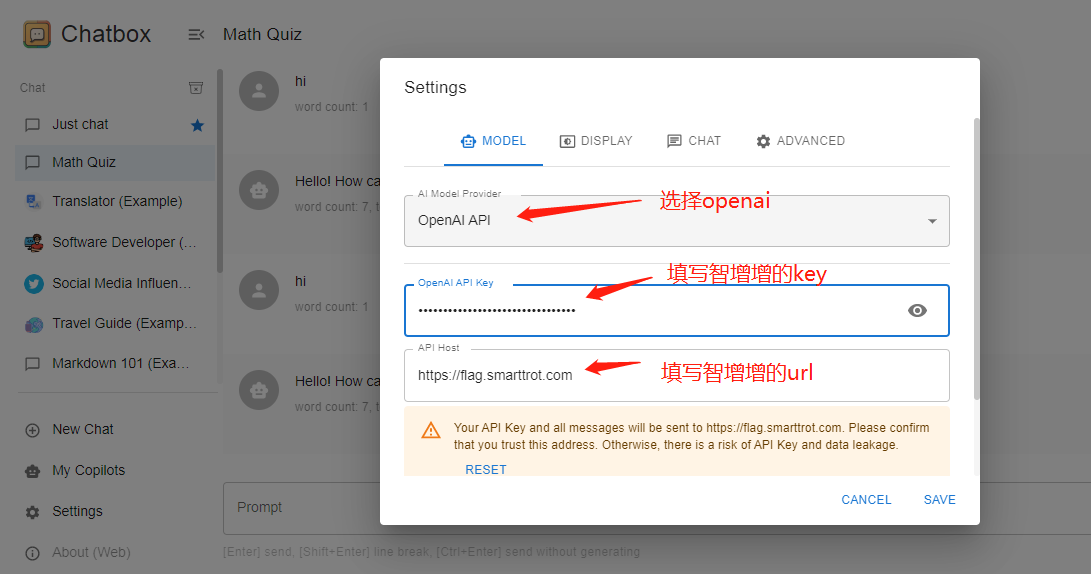 Chatbox
Math Quiz
Chat
Just chat
Math Quiz
Translator (Example)
Software Developer (...
Social Media Influen...
Travel Guide (Examp...
Markdown 101 (Exa...
New Chat
My Copilots
Settings
About (Web)
hi
word count: 1
Hello! How ca
word count: 7, t
hi
word count: 1
Hello! How ca
word count: 7, t
Prompt
[Enter] send, [Shift+Enter] line break, [Ctrl+Enter] send without generating
Settings
MODEL
DISPLAY
CHAT
ADVANCED
AI Model Provider
OpenAI API
选择openai
OpenAI API Key
••••••••••••••••••••••••••••••••
填写智增增的key
API Host
https://flag.smarttrot.com
填写智增增的url
Your API Key and all messages will be sent to https://flag.smarttrot.com. Please confirm
that you trust this address. Otherwise, there is a risk of API Key and data leakage.
RESET
CANCEL
SAVE